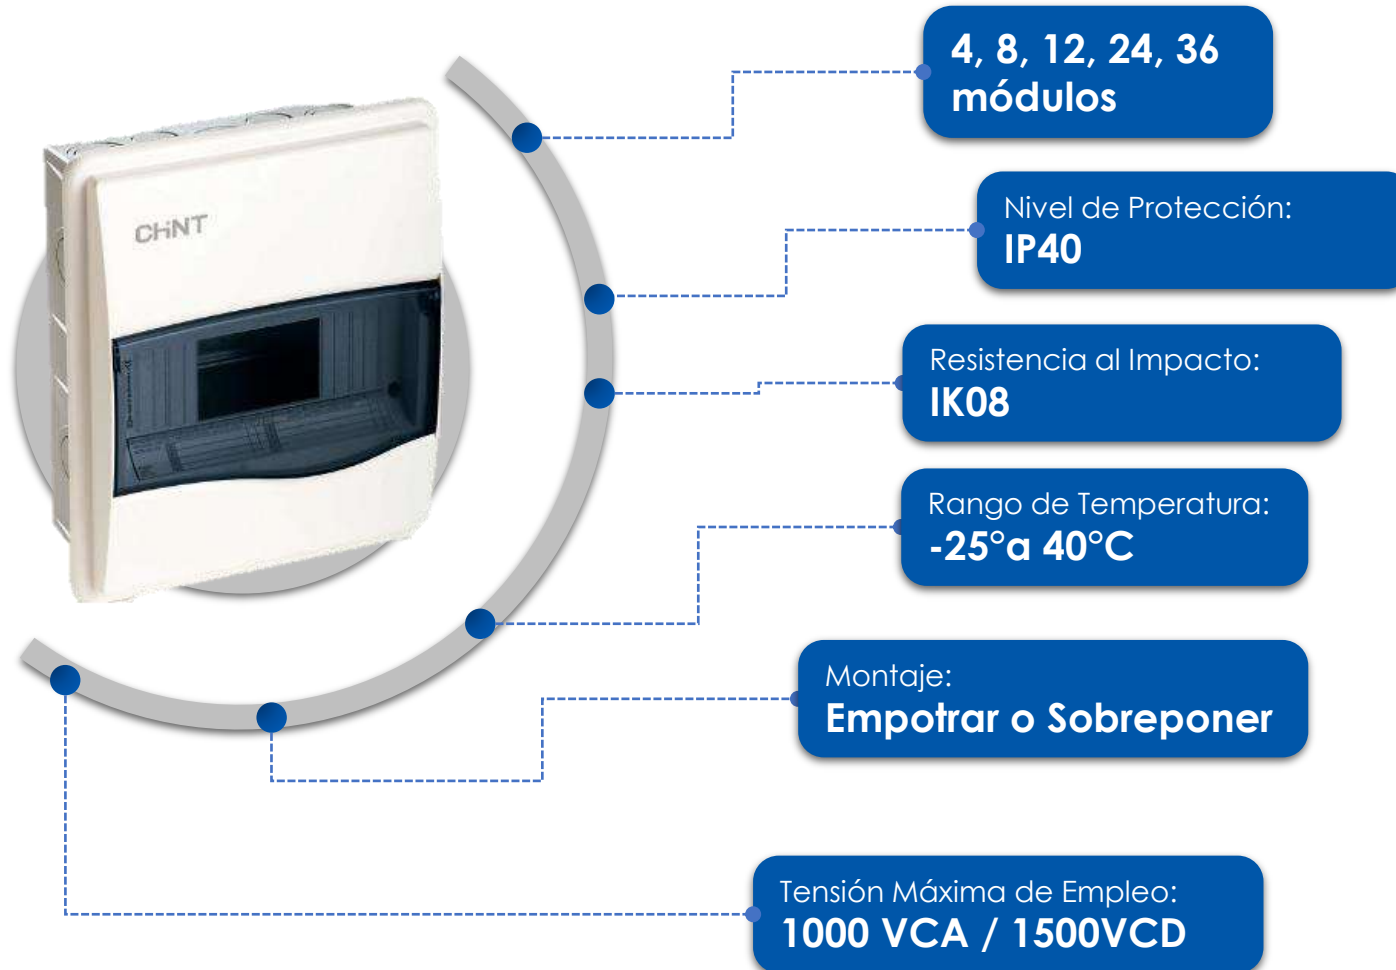 CHINT
4, 8, 12, 24, 36
módulos
Nivel de Protección:
IP40
Resistencia al Impacto:
IK08
Rango de Temperatura:
-25°a 40°C
Montaje:
Empotrar o Sobreponer
Tensión Máxima de Empleo:
1000 VCA / 1500VCD